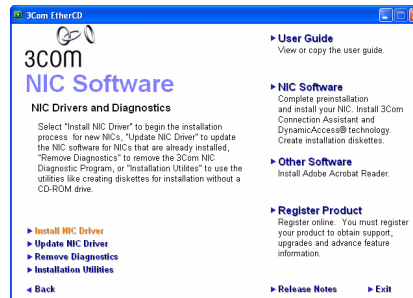 3Com EtherCD
3COM
NIC Software
NIC Drivers and Diagnostics
Select "Install NIC Driver" to begin the installation
process for new NICs, "Update NIC Driver" to update
the NIC software for NICs that are already installed,
"Remove Diagnostics" to remove the 3Com NIC
Diagnostic Program, or "Installation Utilites" to use the
utilities like creating diskettes for installation without a
CD-ROM drive.
Install NIC Driver
Update NIC Driver
Remove Diagnostics
Installation Utilities
Back
User Guide
View or copy the user guide.
NIC Software
Complete preinstallation
and install your NIC. Install 3Com
Connection Assistant and
DynamicAccess® technology.
Create installation diskettes.
Other Software
Install Adobe Acrobat Reader.
Register Product
Register online. You must register
your product to obtain support,
upgrades and advance feature
information.
Release Notes
Exit